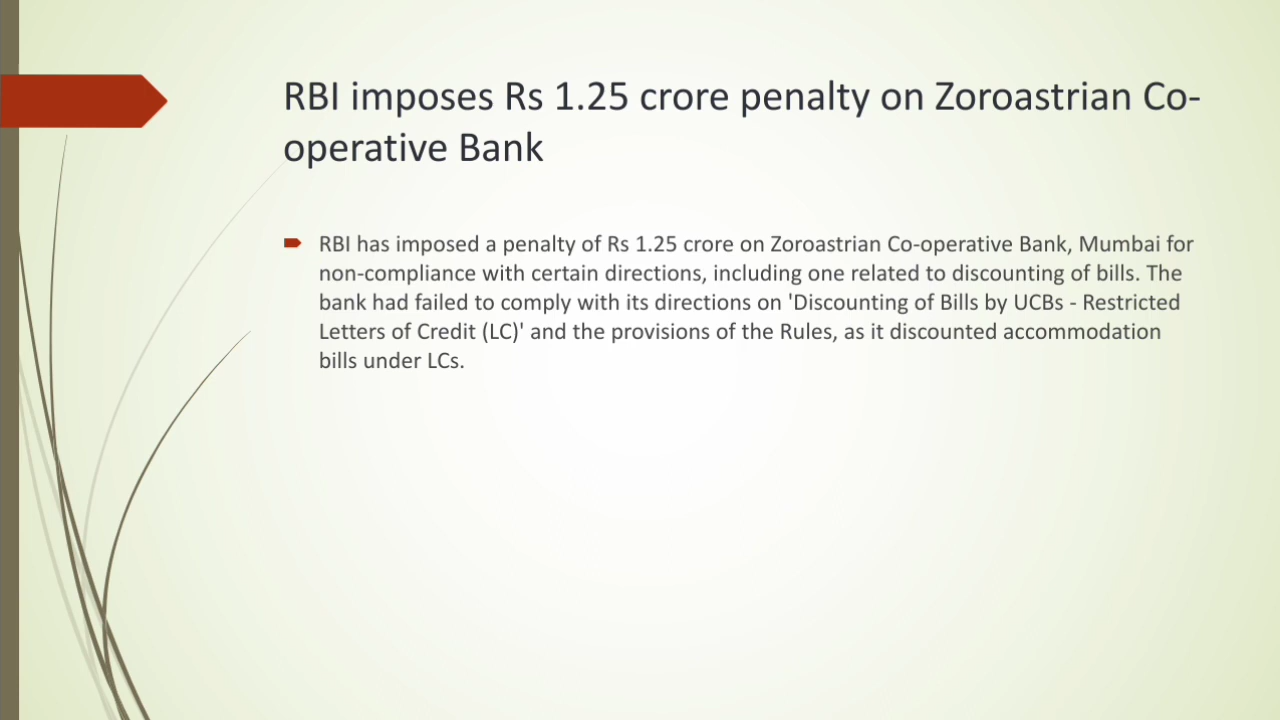 RBI imposes Rs 1.25 crore penalty on Zoroastrian Co-
operative Bank
RBI has imposed a penalty of Rs 1.25 crore on Zoroastrian Co-operative Bank, Mumbai for
non-compliance with certain directions, including one related to discounting of bills. The
bank had failed to comply with its directions on 'Discounting of Bills by UCBs - Restricted
Letters of Credit (LC)' and the provisions of the Rules, as it discounted accommodation
bills under LCs.